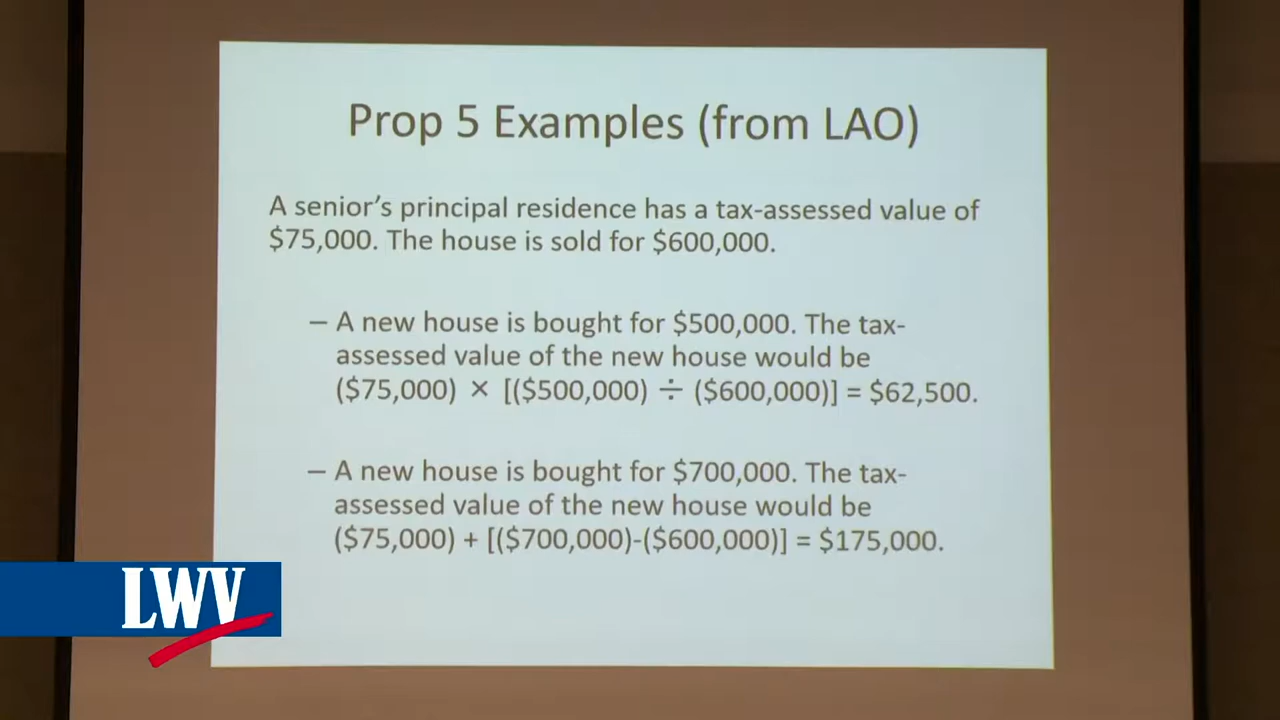 Prop 5 Examples (from LAO)
A senior’s principal residence has a tax-assessed value of
$75,000. The house is sold for $600,000.
– A new house is bought for $500,000. The tax-
assessed value of the new house would be
($75,000) × [($500,000) ÷ ($600,000)] = $62,500.
– A new house is bought for $700,000. The tax-
assessed value of the new house would be
($75,000) + [($700,000)-($600,000)] = $175,000.
LWV